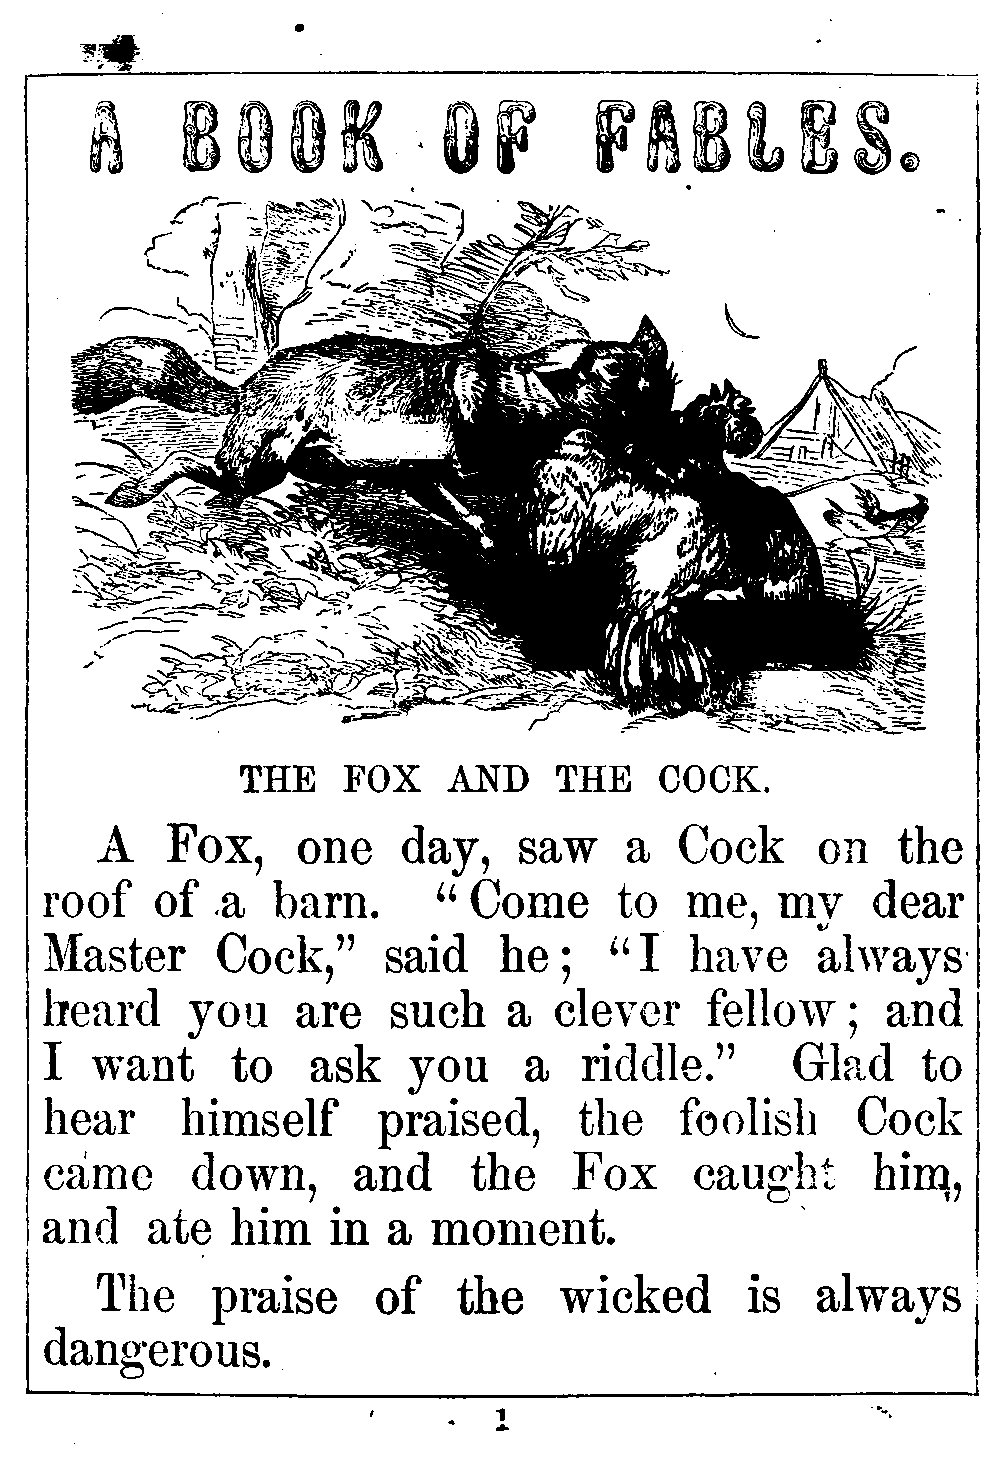 A BOOK OF FABLES.
THE FOX AND THE COCK.
A Fox, one day, saw a Cock on the
roof of a barn. “Come to me, my dear
Master Cock,” said he; “I have always
heard you are such a clever fellow; and
I want to ask you a riddle.” Glad to
hear himself praised, the foolish Cock
came down, and the Fox caught him,
and ate him in a moment.
The praise of the wicked is always
dangerous.
1